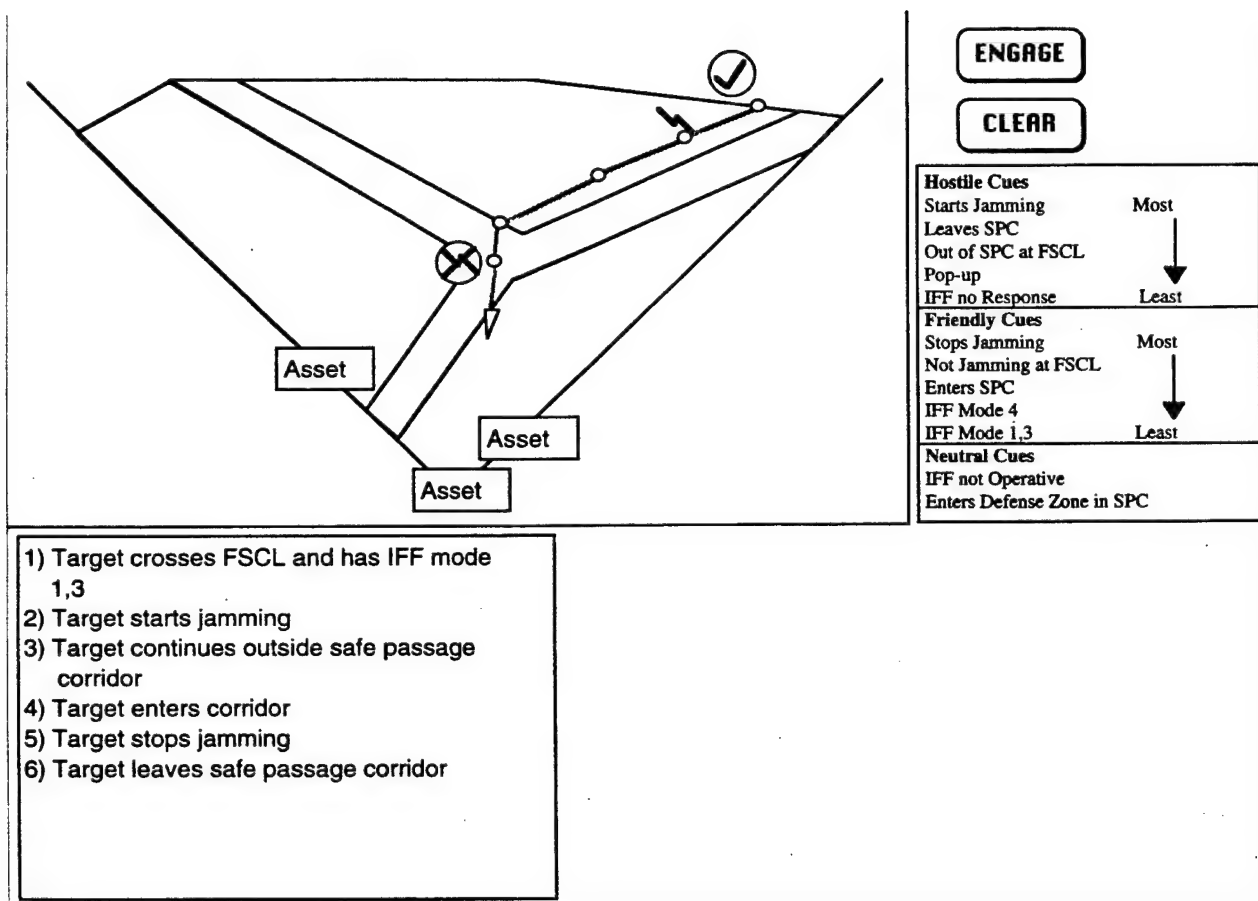 ENGAGE
CLEAR
Hostile Cues
Starts Jamming Most
Leaves SPC
Out of SPC at FSCL
Pop-up
IFF no Response Least
Friendly Cues
Stops Jamming Most
Not Jamming at FSCL
Enters SPC
IFF Mode 4
IFF Mode 1,3 Least
Neutral Cues
IFF not Operative
Enters Defense Zone in SPC
Asset
Asset
Asset
1) Target crosses FSCL and has IFF mode
1,3
2) Target starts jamming
3) Target continues outside safe passage
corridor
4) Target enters corridor
5) Target stops jamming
6) Target leaves safe passage corridor